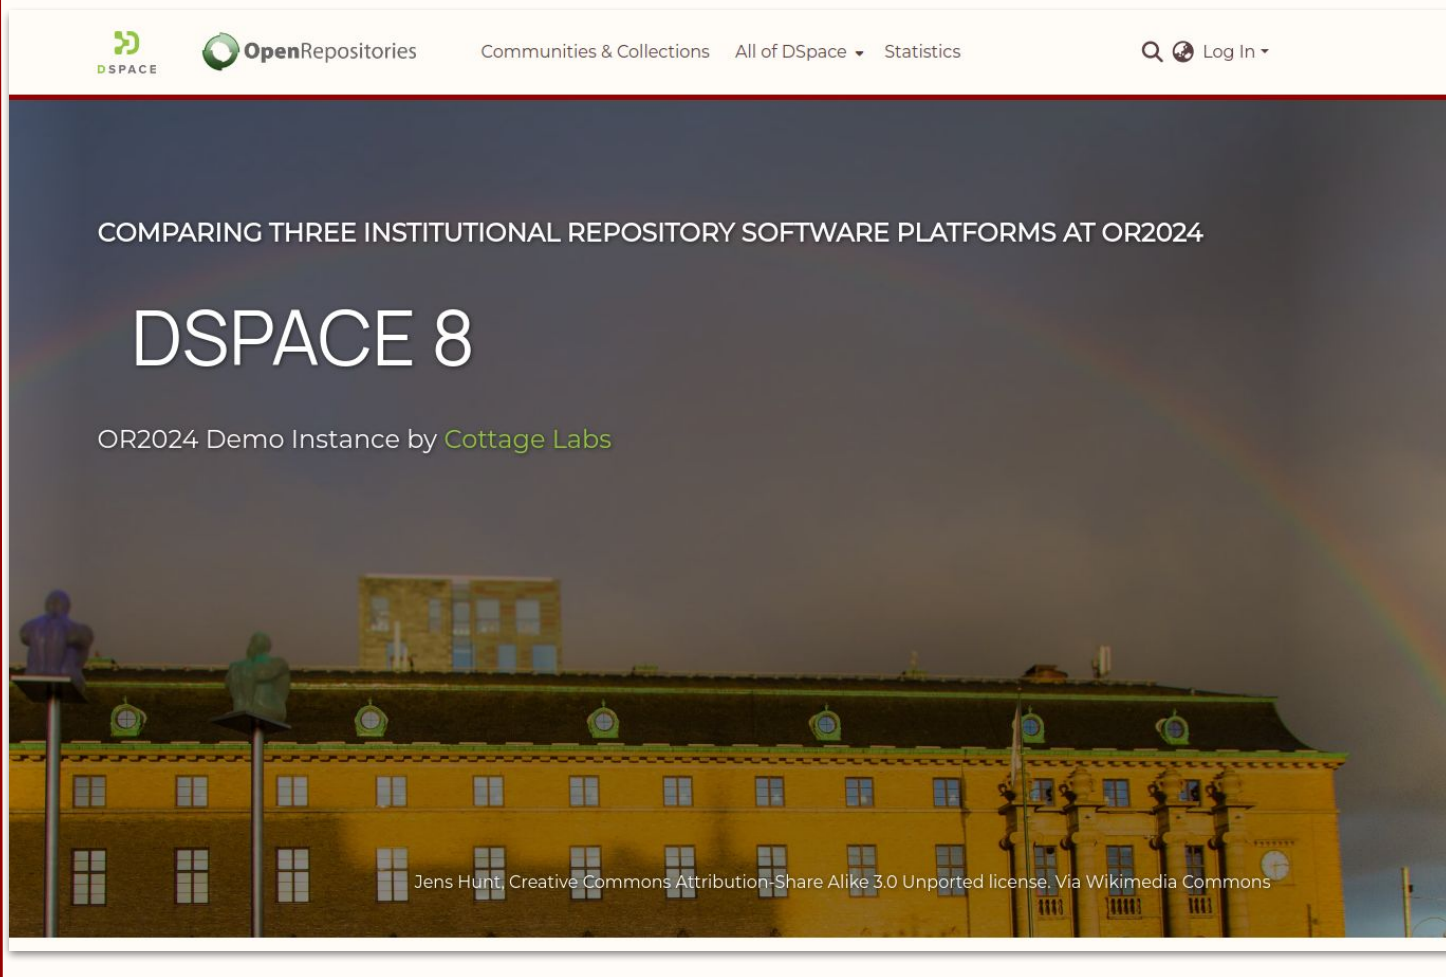 DSPACE
OpenRepositories
Communities & Collections
All of DSpace
Statistics
Log In
COMPARING THREE INSTITUTIONAL REPOSITORY SOFTWARE PLATFORMS AT OR2024
DSPACE 8
OR2024 Demo Instance by Cottage Labs
Jens Hunt, Creative Commons Attribution-Share Alike 3.0 Unported license. Via Wikimedia Commons